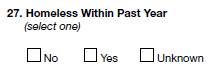 27. Homeless Within Past Year
(select one)
No Yes Unknown